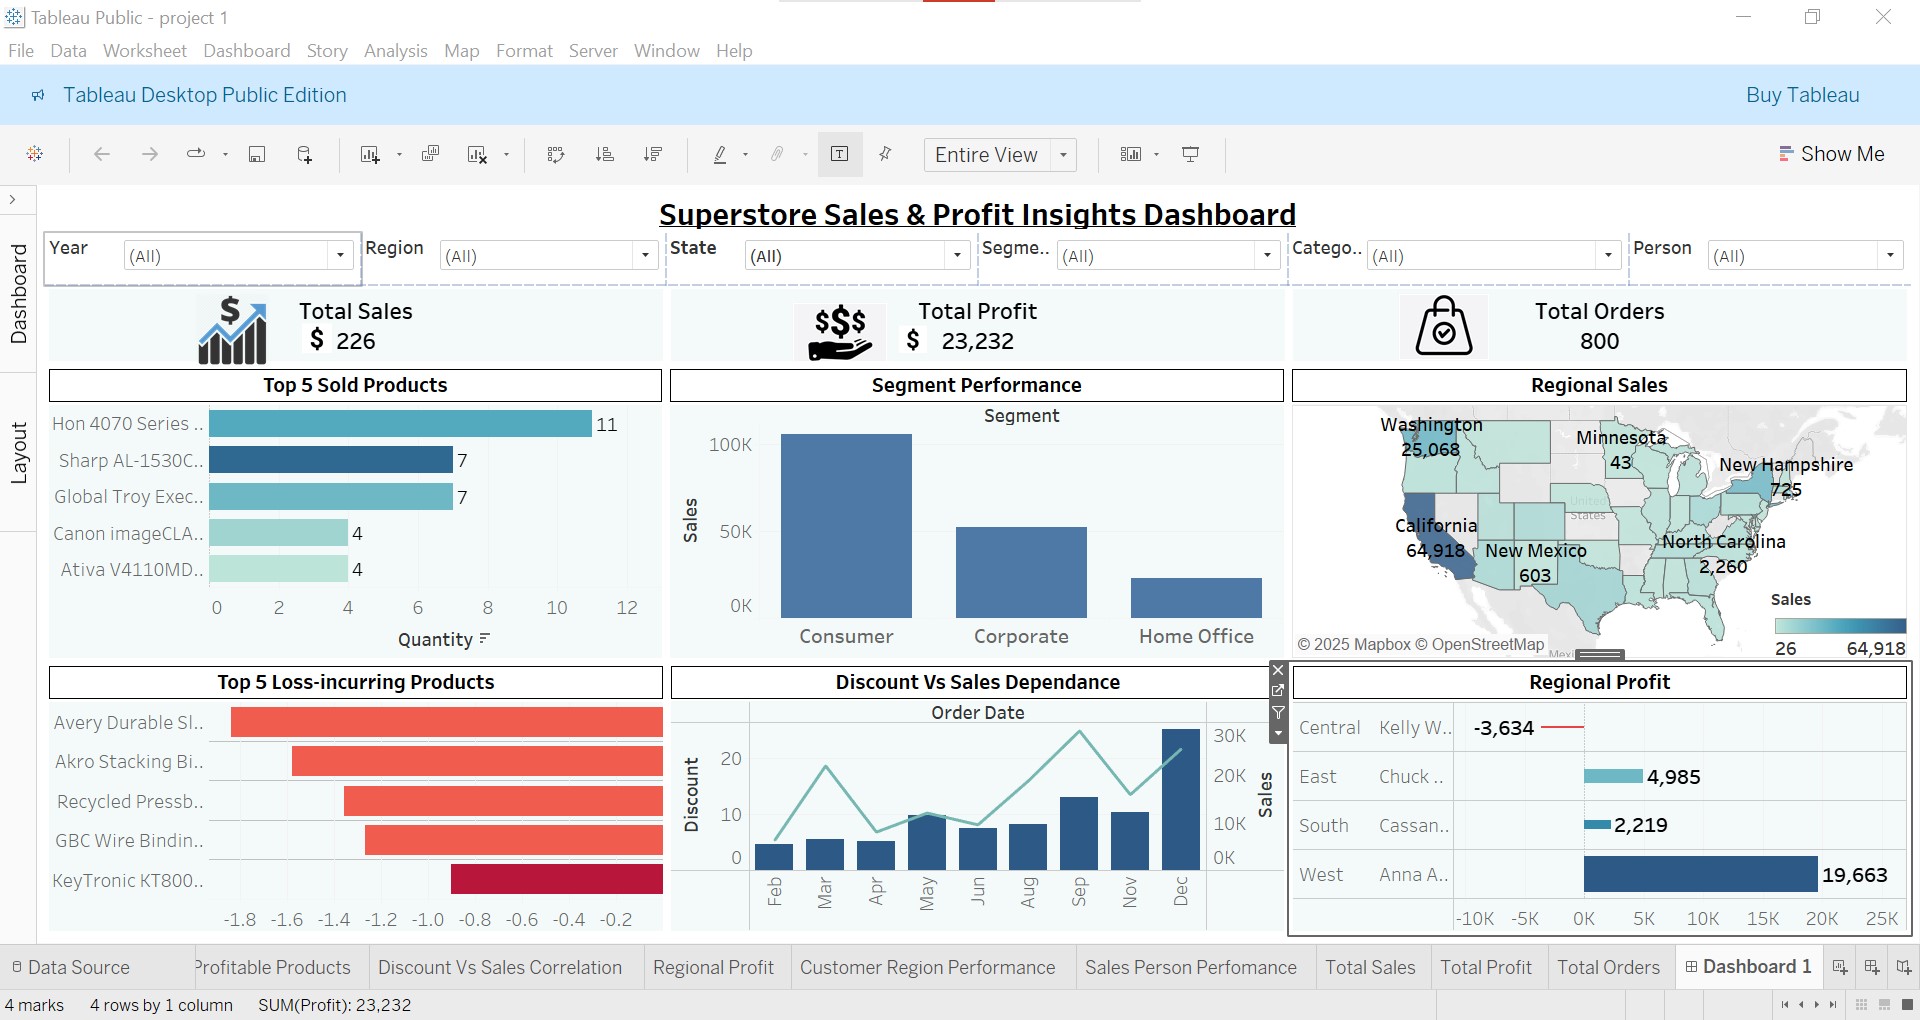 Tableau Public - project 1
File Data Worksheet Dashboard Story Analysis Map Format Server Window Help
Tableau Desktop Public Edition
Buy Tableau
Entire View
Show Me
Dashboard
Layout
Superstore Sales & Profit Insights Dashboard
Year (All) Region (All) State (All) Segme.. (All) Catego.. (All) Person (All)
Total Sales
$ 226
Total Profit
$ 23,232
Total Orders
800
Top 5 Sold Products
Hon 4070 Series .. 11
Sharp AL-1530C.. 7
Global Troy Exec.. 7
Canon imageCLA.. 4
Ativa V4110MD.. 4
0 2 4 6 8 10 12
Quantity
Segment Performance
Segment
Sales
100K
50K
0K
Consumer Corporate Home Office
Regional Sales
Washington
25,068
Minnesota
43
New Hampshire
725
United
States
California
64,918
New Mexico
603
North Carolina
2,260
Sales
26 64,918
© 2025 Mapbox © OpenStreetMap
Mexi
Top 5 Loss-incurring Products
Avery Durable Sl..
Akro Stacking Bi..
Recycled Pressb..
GBC Wire Bindin..
KeyTronic KT800..
-1.8 -1.6 -1.4 -1.2 -1.0 -0.8 -0.6 -0.4 -0.2
Discount Vs Sales Dependance
Order Date
Discount
20
10
0
30K
20K
10K
0K
Sales
Feb Mar Apr May Jun Aug Sep Nov Dec
Regional Profit
Central Kelly W.. -3,634
East Chuck .. 4,985
South Cassan.. 2,219
West Anna A.. 19,663
-10K -5K 0K 5K 10K 15K 20K 25K
Data Source Profitable Products Discount Vs Sales Correlation Regional Profit Customer Region Performance Sales Person Perfomance Total Sales Total Profit Total Orders Dashboard 1
4 marks 4 rows by 1 column SUM(Profit): 23,232